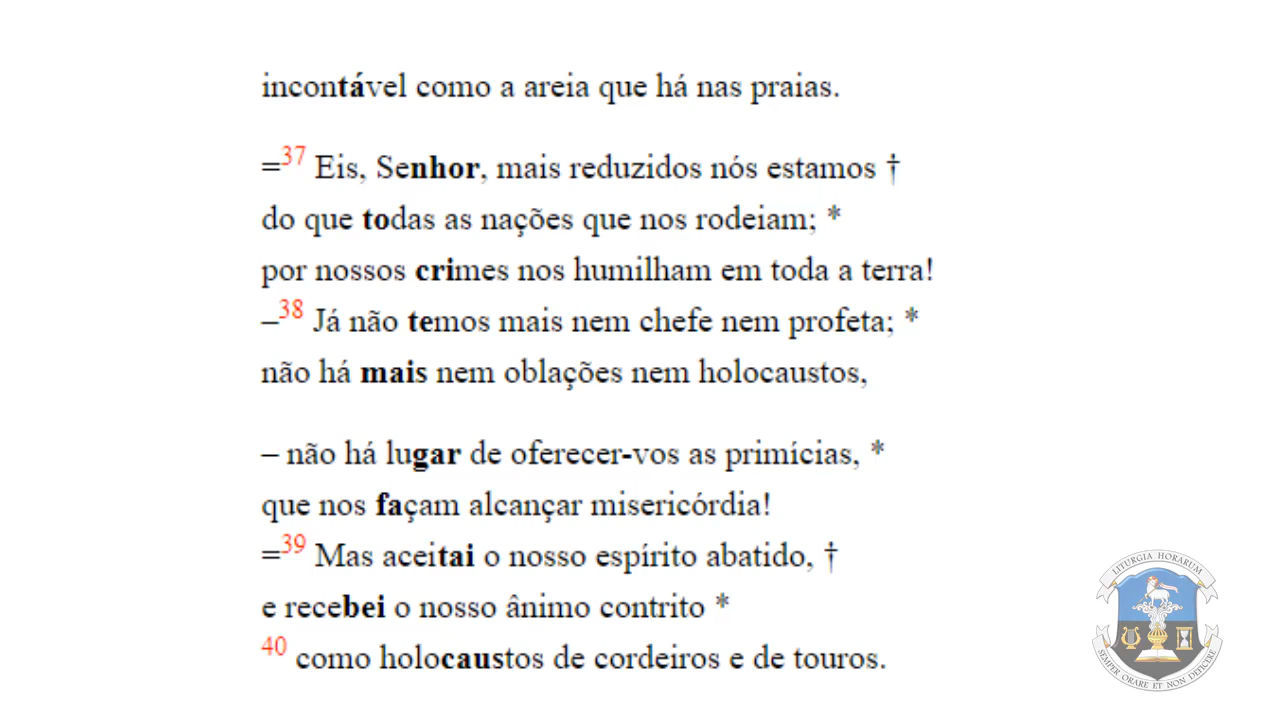 incontável como a areia que há nas praias.
=37 Eis, Senhor, mais reduzidos nós estamos †
do que todas as nações que nos rodeiam; *
por nossos crimes nos humilham em toda a terra!
–38 Já não temos mais nem chefe nem profeta; *
não há mais nem oblações nem holocaustos,
– não há lugar de oferecer-vos as primícias, *
que nos façam alcançar misericórdia!
=39 Mas aceitai o nosso espírito abatido, †
e recebei o nosso ânimo contrito *
40 como holocaustos de cordeiros e de touros.
LITURGIA HORARUM
SEMPER ORARE ET NON DEFICERE